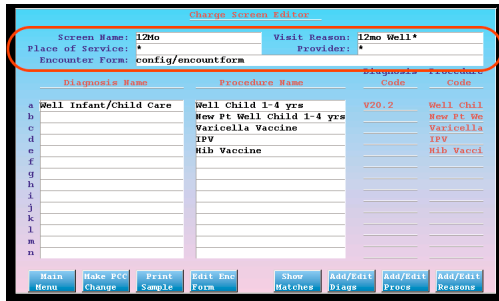 Charge Screen Editor
Screen Name: 12Mo Visit Reason: 12mo Well*
Place of Service: * Provider: *
Encounter Form: config/encountform
Diagnosis Name Procedure Name Diagnosis Code Procedure Code
a Well Infant/Child Care Well Child 1-4 yrs V20.2 Well Chil
b New Pt Well Child 1-4 yrs New Pt We
c Varicella Vaccine Varicella
d IPV IPV
e Hib Vaccine Hib Vacci
f
g
h
i
j
k
l
m
n
Main Menu Make PCC Change Print Sample Edit Enc Form Show Matches Add/Edit Diags Add/Edit Procs Add/Edit Reasons